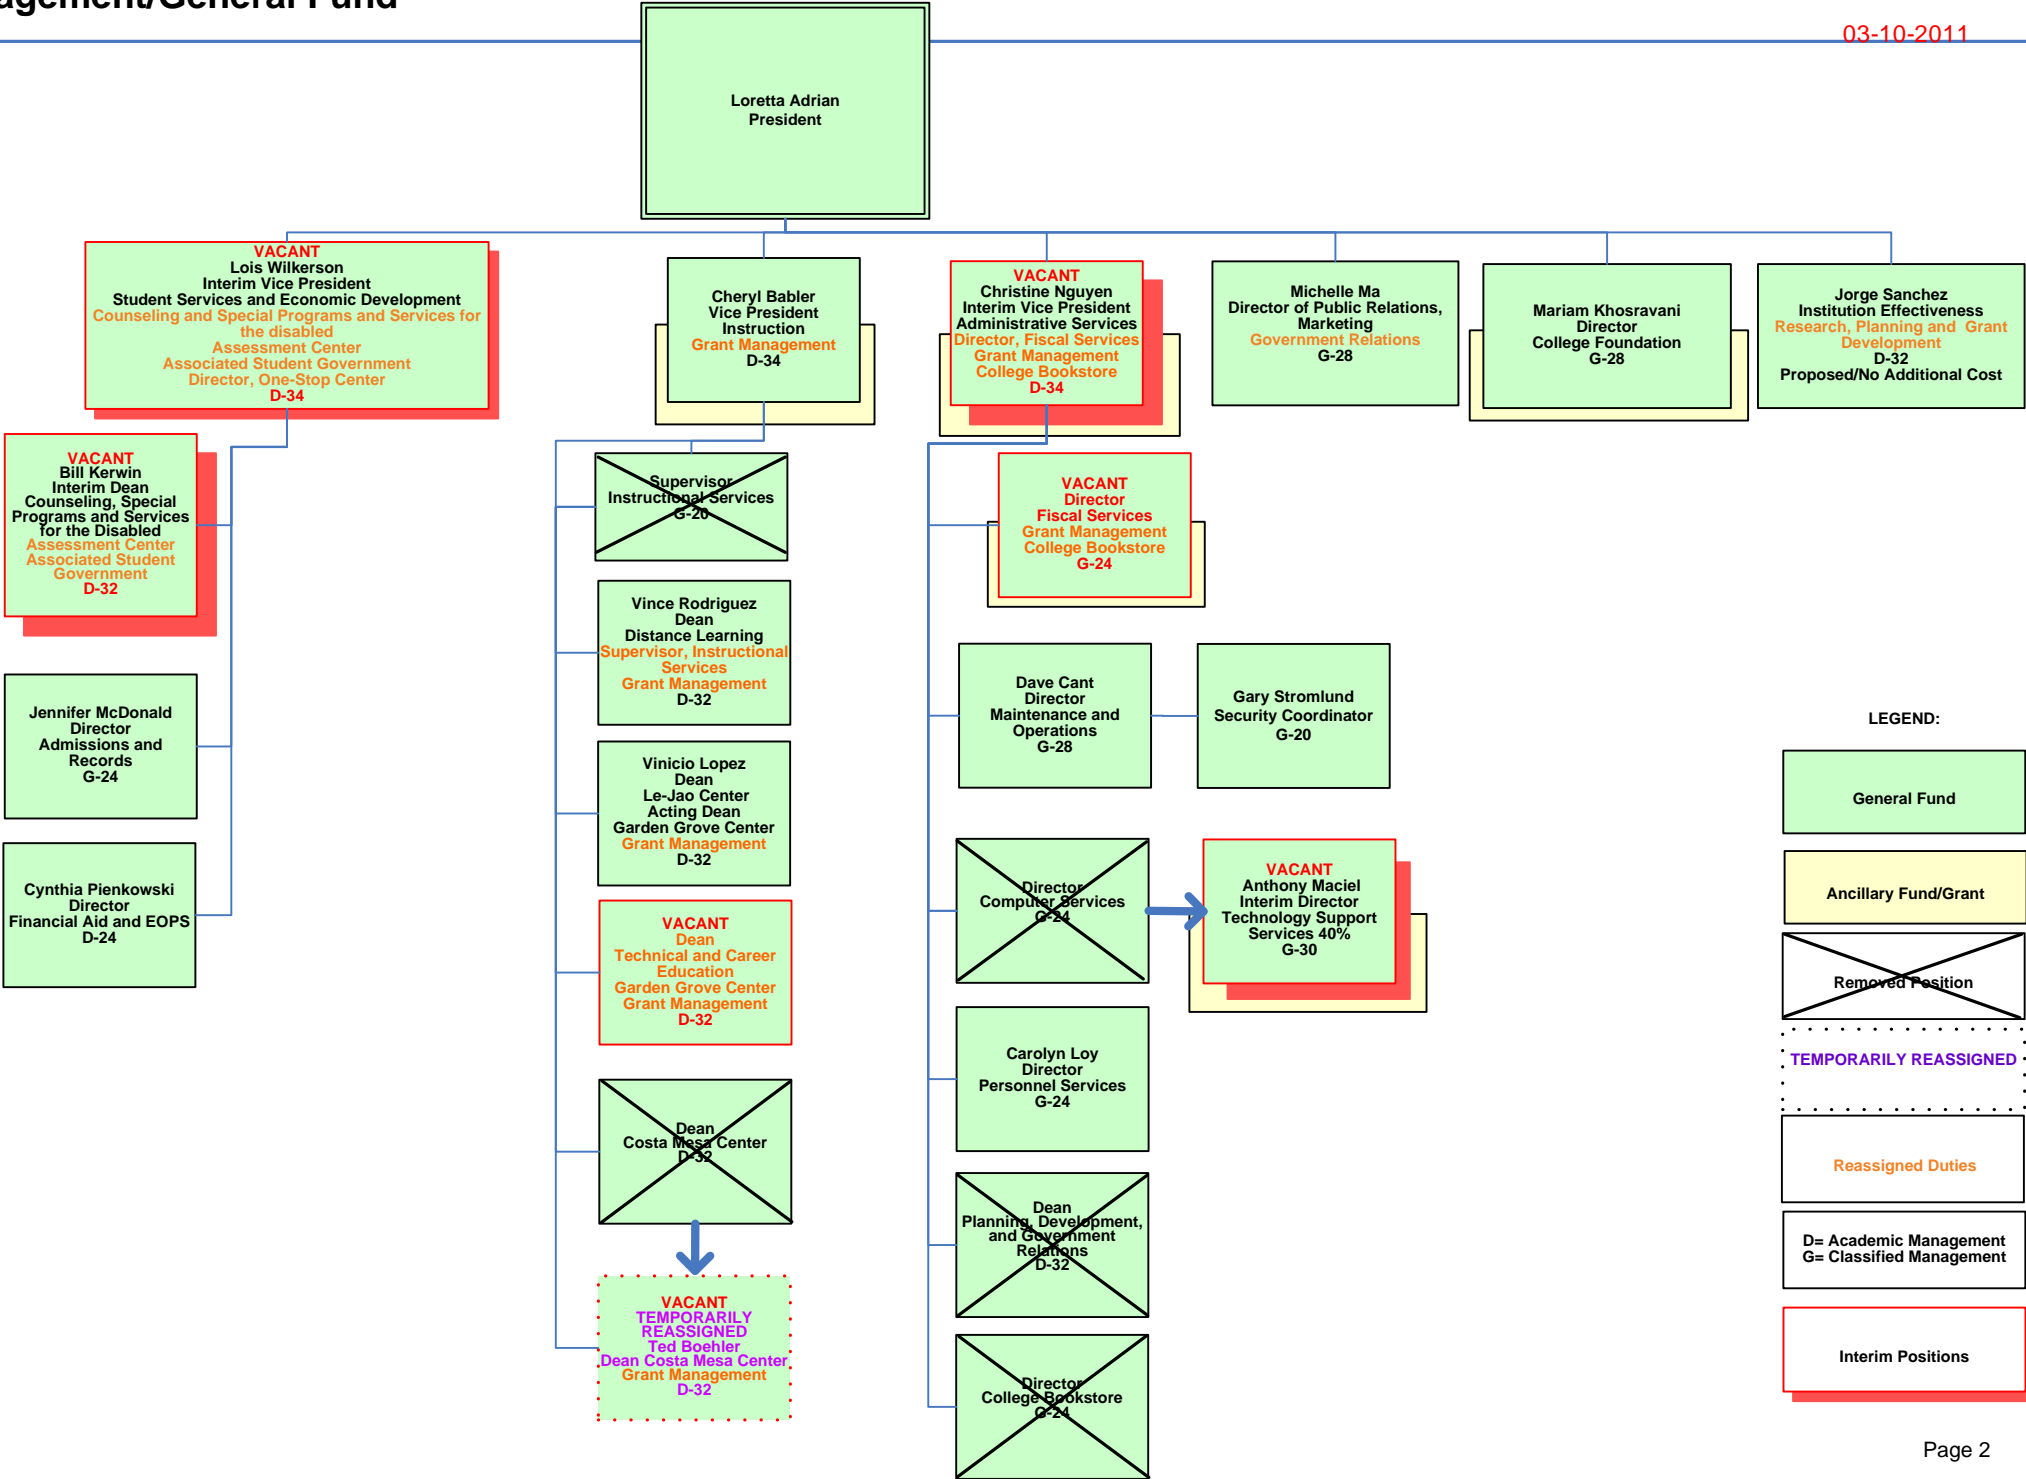 agement/General Fund
03-10-2011
Loretta Adrian
President
VACANT
Lois Wilkerson
Interim Vice President
Student Services and Economic Development
Counseling and Special Programs and Services for
the disabled
Assessment Center
Associated Student Government
Director, One-Stop Center
D-34
Cheryl Babler
Vice President
Instruction
Grant Management
D-34
VACANT
Christine Nguyen
Interim Vice President
Administrative Services
Director, Fiscal Services
Grant Management
College Bookstore
D-34
Michelle Ma
Director of Public Relations,
Marketing
Government Relations
G-28
Mariam Khosravani
Director
College Foundation
G-28
Jorge Sanchez
Institution Effectiveness
Research, Planning and Grant
Development
D-32
Proposed/No Additional Cost
VACANT
Bill Kerwin
Interim Dean
Counseling, Special
Programs and Services
for the Disabled
Assessment Center
Associated Student
Government
D-32
Jennifer McDonald
Director
Admissions and
Records
G-24
Cynthia Pienkowski
Director
Financial Aid and EOPS
D-24
Supervisor
Instructional Services
G-20
Vince Rodriguez
Dean
Distance Learning
Supervisor, Instructional
Services
Grant Management
D-32
Vinicio Lopez
Dean
Le-Jao Center
Acting Dean
Garden Grove Center
Grant Management
D-32
VACANT
Dean
Technical and Career
Education
Garden Grove Center
Grant Management
D-32
Dean
Costa Mesa Center
D-32
VACANT
TEMPORARILY
REASSIGNED
Ted Boehler
Dean Costa Mesa Center
Grant Management
D-32
VACANT
Director
Fiscal Services
Grant Management
College Bookstore
G-24
Dave Cant
Director
Maintenance and
Operations
G-28
Gary Stromlund
Security Coordinator
G-20
Director
Computer Services
G-24
VACANT
Anthony Maciel
Interim Director
Technology Support
Services 40%
G-30
Carolyn Loy
Director
Personnel Services
G-24
Dean
Planning, Development,
and Government
Relations
D-32
Director
College Bookstore
G-24
LEGEND:
General Fund
Ancillary Fund/Grant
Removed Position
TEMPORARILY REASSIGNED
Reassigned Duties
D= Academic Management
G= Classified Management
Interim Positions
Page 2